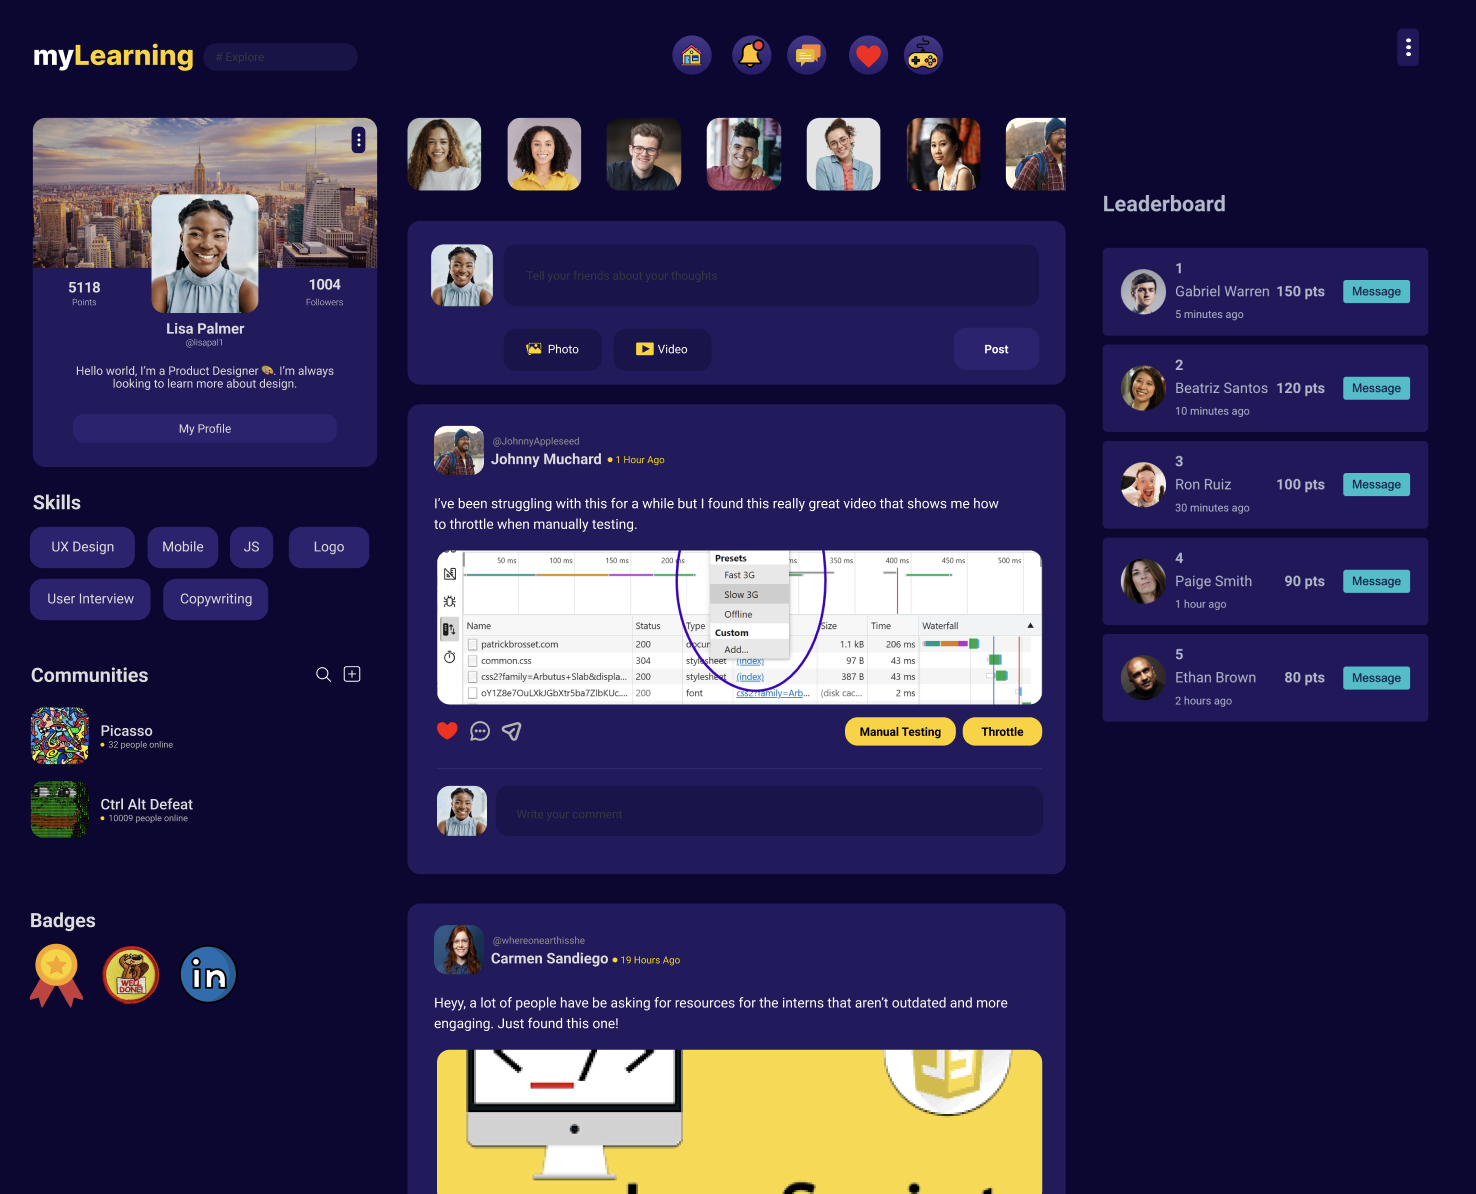 myLearning
# Explore
5118
Points
1004
Followers
Lisa Palmer
@lisapal1
Hello world, I'm a Product Designer 🎨. I'm always
looking to learn more about design.
My Profile
Skills
UX Design
Mobile
JS
Logo
User Interview
Copywriting
Communities
Picasso
32 people online
Ctrl Alt Defeat
10009 people online
Badges
WELL
DONE!
in
Tell your friends about your thoughts
Photo
Video
Post
@JohnnyAppleseed
Johnny Muchard • 1 Hour Ago
I've been struggling with this for a while but I found this really great video that shows me how
to throttle when manually testing.
50 ms 100 ms 150 ms 200 ms ms 350 ms 400 ms 450 ms 500 ms
Presets
Fast 3G
Slow 3G
Offline
Custom
Add...
Name Status Type Size Time Waterfall
patrickbrosset.com 200 docum 1.1 kB 206 ms
common.css 304 stylesheet (index) 97 B 43 ms
css2?family=Arbutus+Slab&displa... 200 stylesheet (index) 387 B 43 ms
oY1Z8e7OuLXkJGbXtr5ba7ZlbKUc.... 200 font css2?family=Arb... (disk cac... 2 ms
Manual Testing
Throttle
Write your comment
@whereonearthisshe
Carmen Sandiego • 19 Hours Ago
Heyy, a lot of people have be asking for resources for the interns that aren't outdated and more
engaging. Just found this one!
JS
Leaderboard
1
Gabriel Warren 150 pts
5 minutes ago
Message
2
Beatriz Santos 120 pts
10 minutes ago
Message
3
Ron Ruiz 100 pts
30 minutes ago
Message
4
Paige Smith 90 pts
1 hour ago
Message
5
Ethan Brown 80 pts
2 hours ago
Message